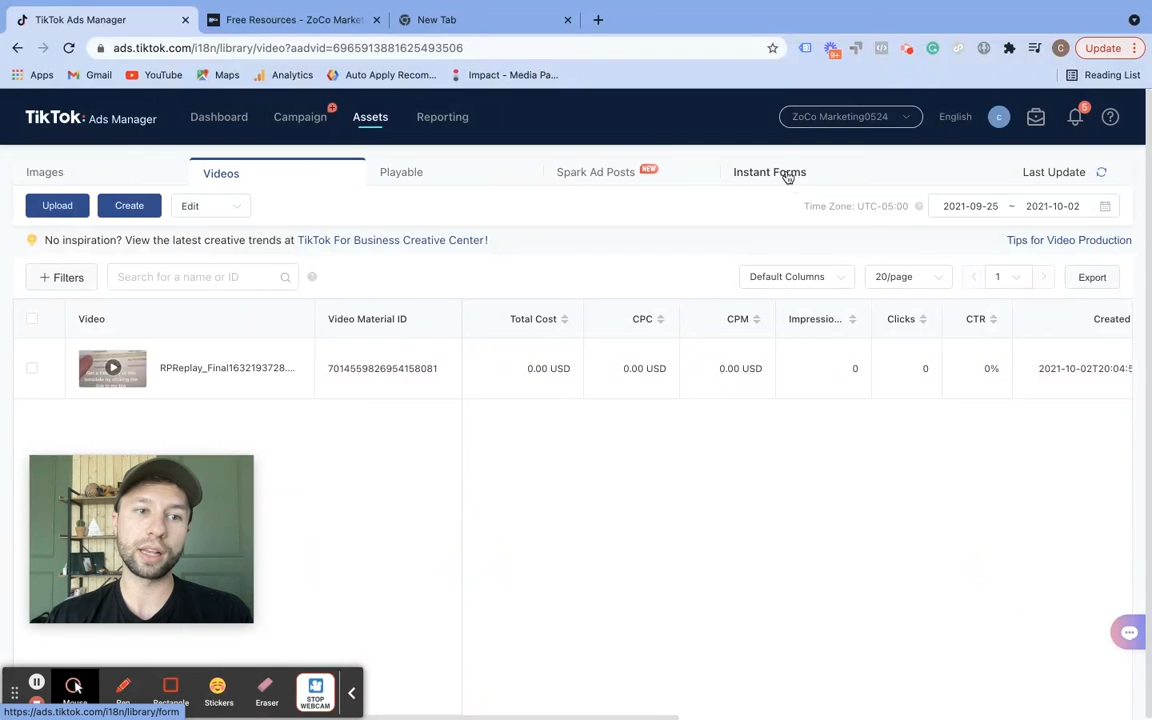 TikTok Ads Manager
Free Resources - ZoCo Market
New Tab
ads.tiktok.com/i18n/library/video?aadvid=6965913881625493506
9+
C
Update
Apps
Gmail
YouTube
Maps
Analytics
Auto Apply Recom...
Impact - Media Pa...
Reading List
TikTok: Ads Manager
Dashboard
Campaign
Assets
Reporting
ZoCo Marketing0524
English
c
5
Images
Videos
Playable
Spark Ad Posts
NEW
Instant Forms
Last Update
Upload
Create
Edit
Time Zone: UTC-05:00
2021-09-25 ~ 2021-10-02
No inspiration? View the latest creative trends at TikTok For Business Creative Center!
Tips for Video Production
+ Filters
Search for a name or ID
Default Columns
20/page
1
Export
Video
Video Material ID
Total Cost
CPC
CPM
Impressio...
Clicks
CTR
Created
RPReplay_Final1632193728....
7014559826954158081
0.00 USD
0.00 USD
0.00 USD
0
0
0%
2021-10-02T20:04:5
Mouse
Pen
Rectangle
Stickers
Eraser
STOP
WEBCAM
https://ads.tiktok.com/i18n/library/form